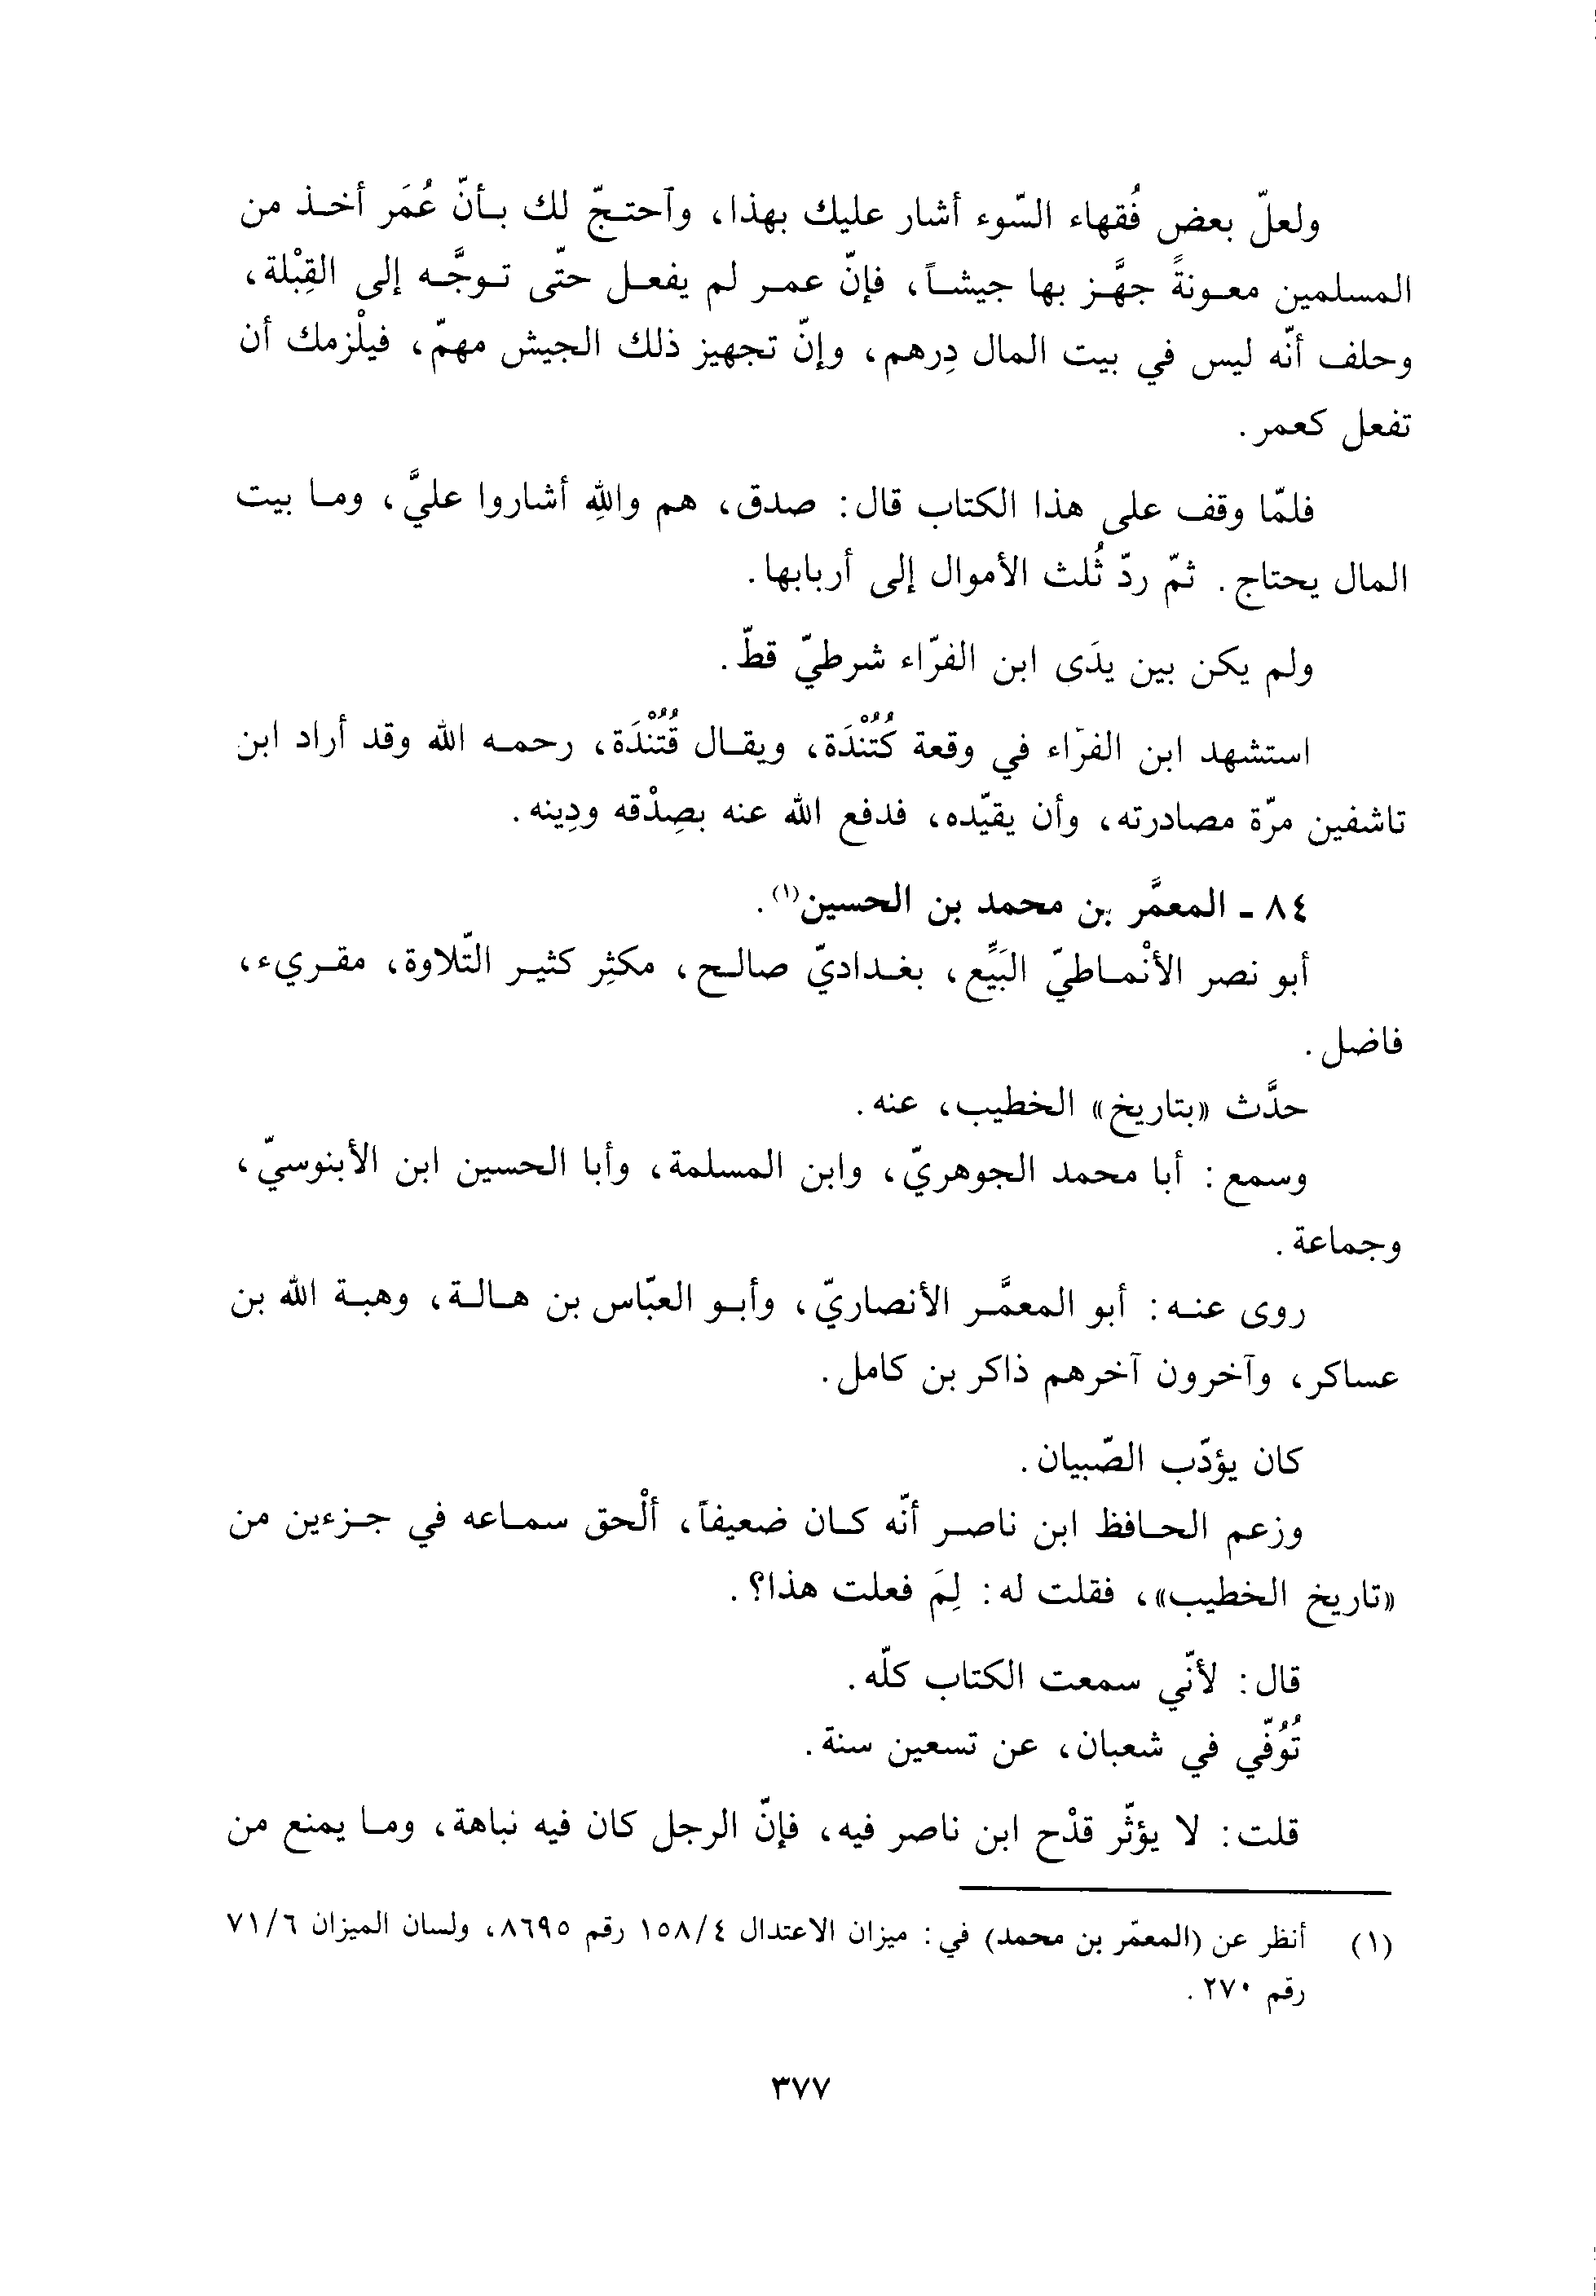 ولعلّ بعض فُقهاء السّوء أشار عليك بهذا، وٱحتجّ لك بأنّ عُمَر أخذ من
المسلمين معونةً جهَّز بها جيشاً، فإنّ عمر لم يفعل حتّى توجَّه إلى القِبْلة،
وحلف أنّه ليس في بيت المال دِرهم، وإنّ تجهيز ذلك الجيش مهمّ، فيلْزمك أن
تفعل كعمر.
فلمّا وقف على هذا الكتاب قال: صدق، هم واللهِ أشاروا عليَّ، وما بيت
المال يحتاج. ثمّ ردّ ثُلث الأموال إلى أربابها.
ولم يكن بين يدَى ابن الفرّاء شرطيّ قطّ.
استشهد ابن الفرّاء في وقعة كُتُنْدَة، ويقال قُتُنْدَة، رحمه الله وقد أراد ابن
تاشفين مرّة مصادرته، وأن يقيّده، فدفع الله عنه بصِدْقه ودِينه.
٨٤ - المعمَّر بن محمد بن الحسين(١).
أبو نصر الأنْماطيّ البَيِّع، بغداديّ صالح، مكثِر كثير التّلاوة، مقريء،
فاضل.
حدَّث «بتاريخ» الخطيب، عنه.
وسمع: أبا محمد الجوهريّ، وابن المسلمة، وأبا الحسين ابن الأبنوسيّ،
وجماعة.
روى عنه: أبو المعمَّر الأنصاريّ، وأبو العبّاس بن هالة، وهبة الله بن
عساكر، وآخرون آخرهم ذاكر بن كامل.
كان يؤدّب الصّبيان.
وزعم الحافظ ابن ناصر أنّه كان ضعيفاً، ألْحق سماعه في جزءين من
«تاريخ الخطيب»، فقلت له: لِمَ فعلت هذا؟.
قال: لأنّي سمعت الكتاب كلّه.
تُوُفّي في شعبان، عن تسعين سنة.
قلت: لا يؤثّر قدْح ابن ناصر فيه، فإنّ الرجل كان فيه نباهة، وما يمنع من
(١) أنظر عن (المعمّر بن محمد) في: ميزان الاعتدال ١٥٨/٤ رقم ٨٦٩٥، ولسان الميزان ٧١/٦
رقم ٢٧٠.
٣٧٧